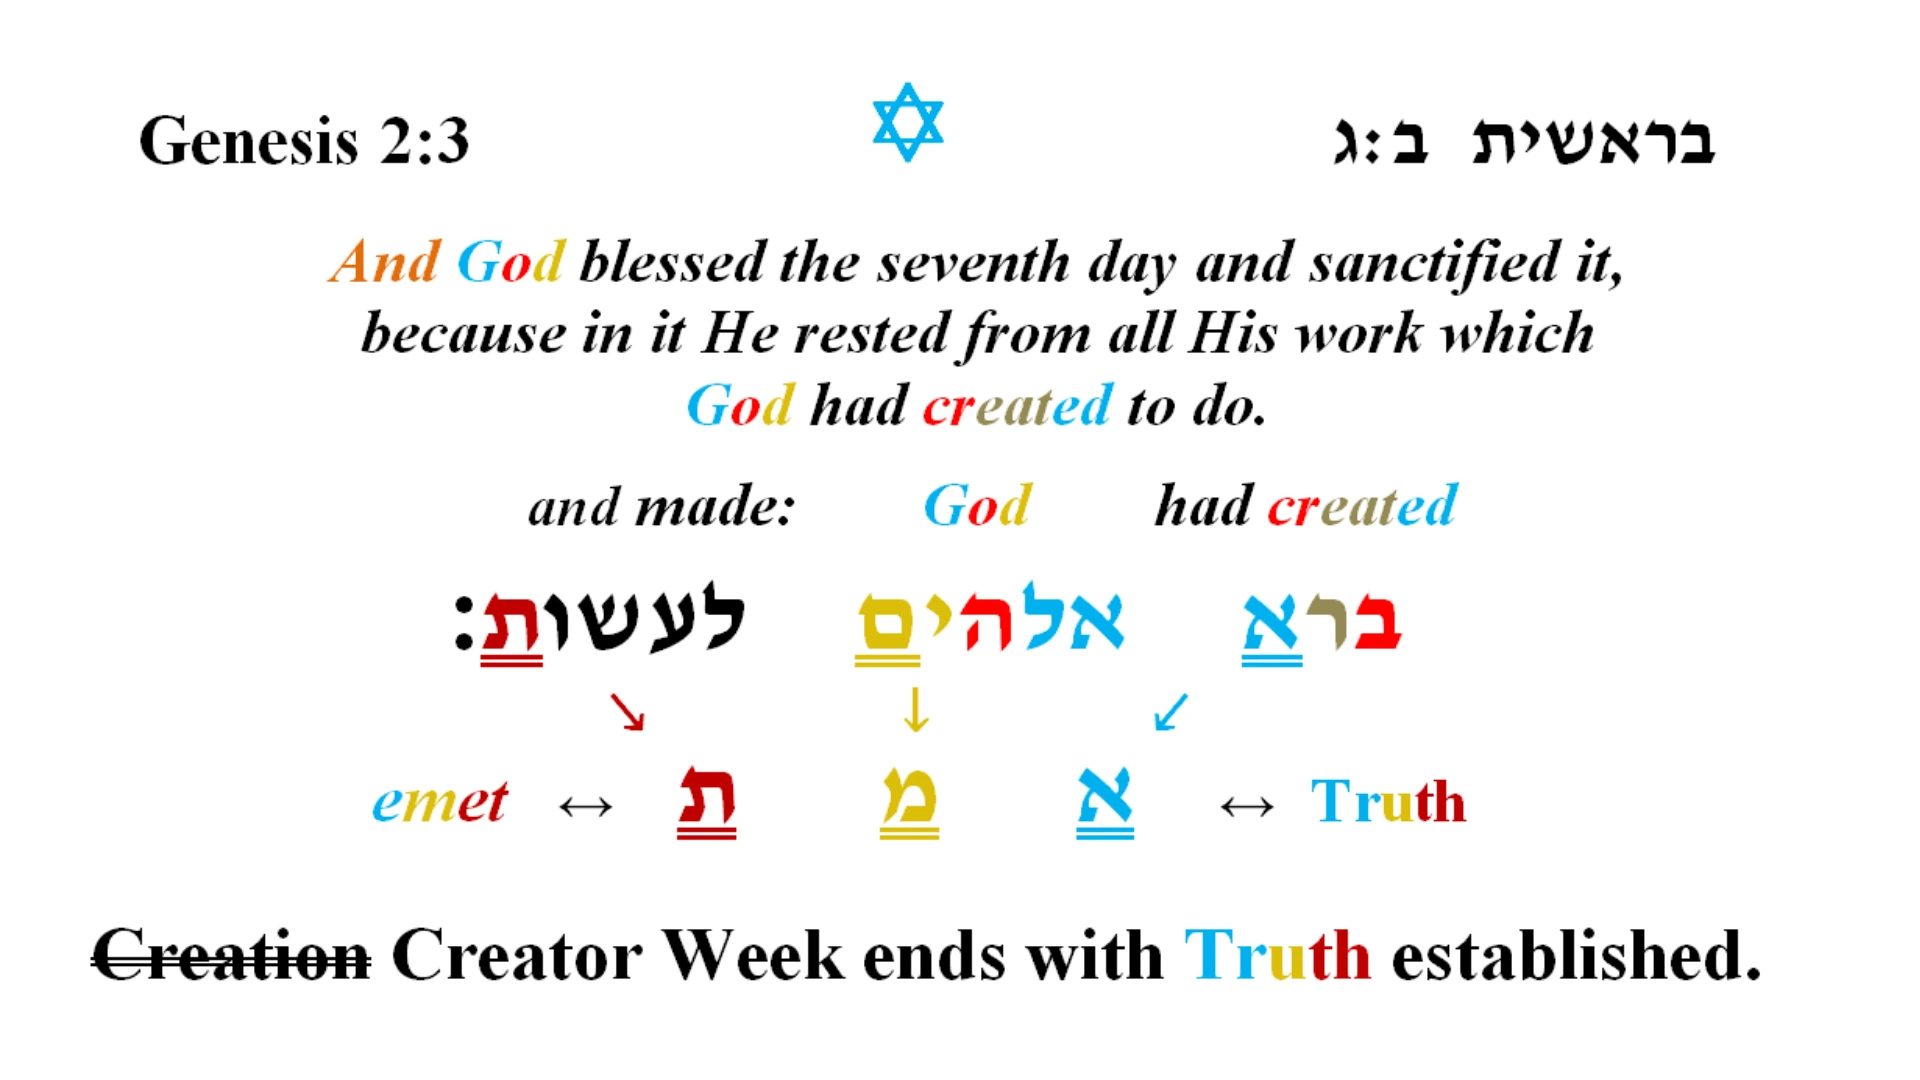 Genesis 2:3 ✡ בראשית ב:ג
And God blessed the seventh day and sanctified it,
because in it He rested from all His work which
God had created to do.
and made: God had created
ברא אלהים לעשות:
↘ ↓ ↙
emet ↔ ת מ א ↔ Truth
Creation Creator Week ends with Truth established.